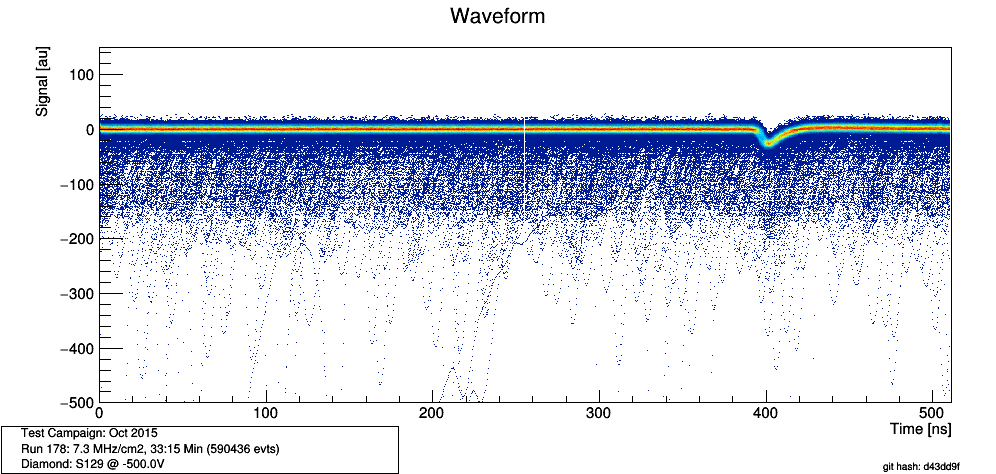 Waveform
Signal [au]
100
0
−100
−200
−300
−400
−500
0 100 200 300 400 500
Time [ns]
Test Campaign: Oct 2015
Run 178: 7.3 MHz/cm2, 33:15 Min (590436 evts)
Diamond: S129 @ -500.0V
git hash: d43dd9f